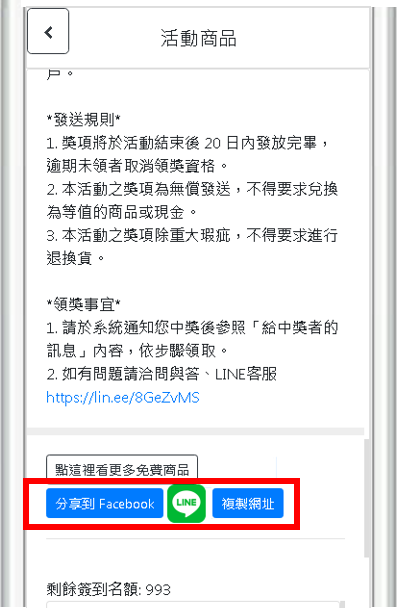 活動商品
戶。
*發送規則*
1. 獎項將於活動結束後 20 日內發放完畢，
逾期未領者取消領獎資格。
2. 本活動之獎項為無償發送，不得要求兌換
為等值的商品或現金。
3. 本活動之獎項除重大瑕疵，不得要求進行
退換貨。
*領獎事宜*
1. 請於系統通知您中獎後參照「給中獎者的
訊息」內容，依步驟領取。
2. 如有問題請洽問與答、LINE客服
https://lin.ee/8GeZvMS
點這裡看更多免費商品
分享到 Facebook LINE 複製網址
剩餘簽到名額: 993